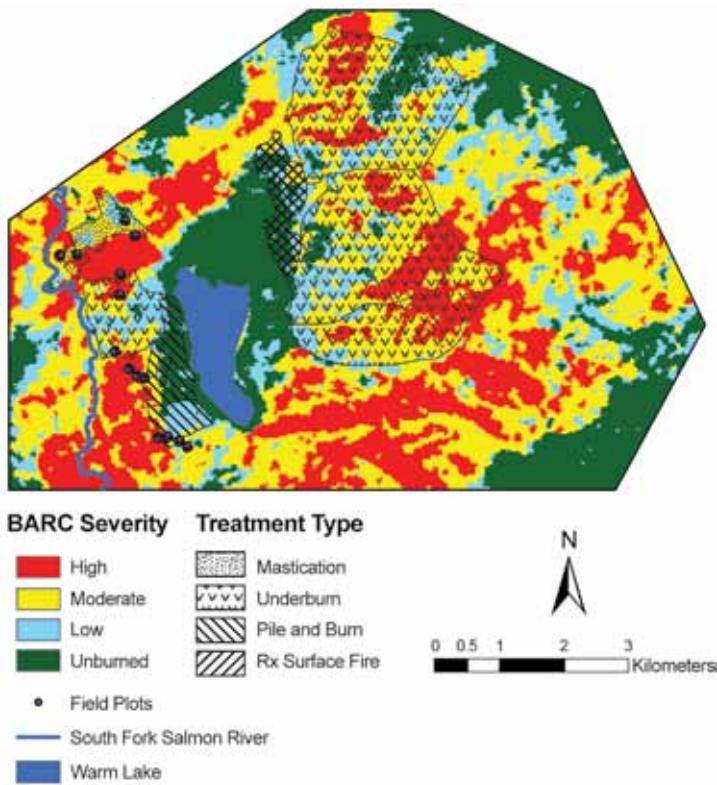 BARC Severity
High
Moderate
Low
Unburned
Field Plots
South Fork Salmon River
Warm Lake
Treatment Type
Mastication
Underburn
Pile and Burn
Rx Surface Fire
N
0 0.5 1 2 3 Kilometers